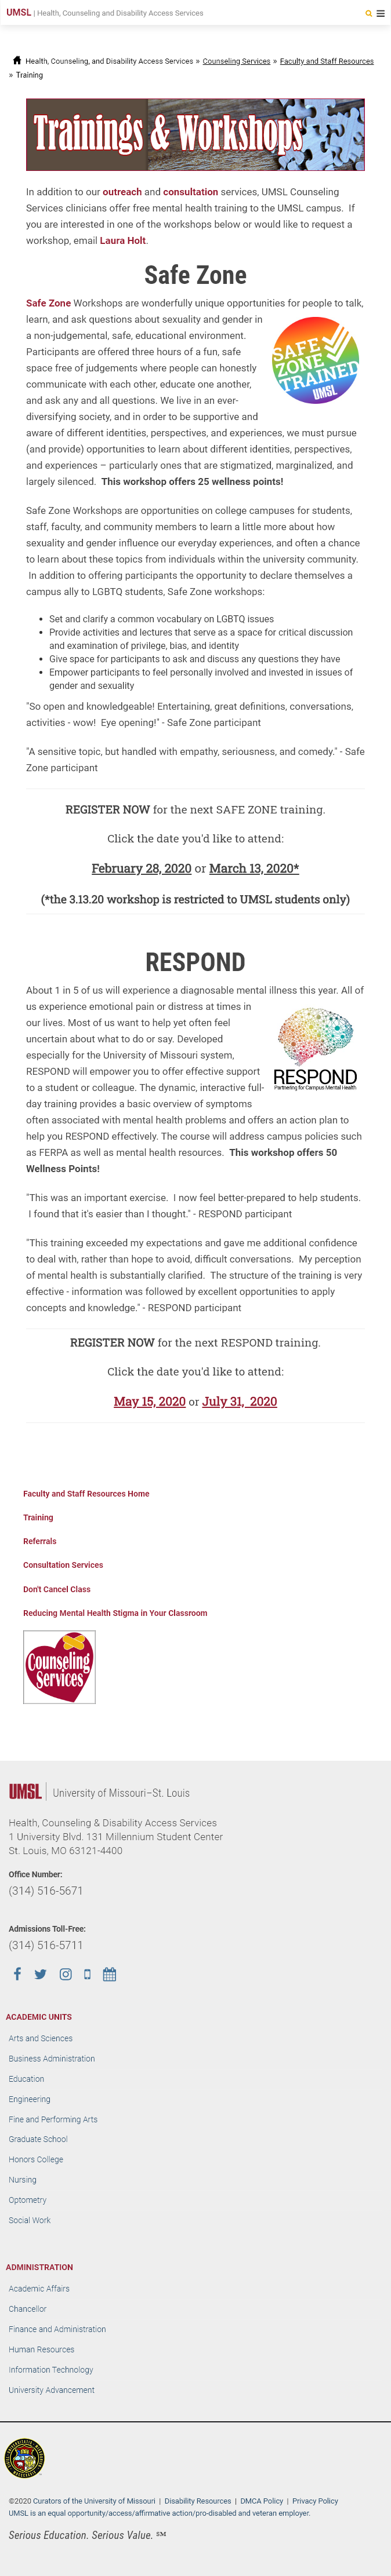 UMSL | Health, Counseling and Disability Access Services
Health, Counseling, and Disability Access Services » Counseling Services » Faculty and Staff Resources
» Training
Trainings & Workshops
In addition to our outreach and consultation services, UMSL Counseling
Services clinicians offer free mental health training to the UMSL campus.  If
you are interested in one of the workshops below or would like to request a
workshop, email Laura Holt.
Safe Zone
Safe Zone Workshops are wonderfully unique opportunities for people to talk,
learn, and ask questions about sexuality and gender in
a non-judgemental, safe, educational environment.
Participants are offered three hours of a fun, safe
space free of judgements where people can honestly
communicate with each other, educate one another,
and ask any and all questions. We live in an ever-
diversifying society, and in order to be supportive and
SAFE
ZONE
TRAINED
UMSL
aware of different identities, perspectives, and experiences, we must pursue
(and provide) opportunities to learn about different identities, perspectives,
and experiences – particularly ones that are stigmatized, marginalized, and
largely silenced.  This workshop offers 25 wellness points!
Safe Zone Workshops are opportunities on college campuses for students,
staff, faculty, and community members to learn a little more about how
sexuality and gender influence our everyday experiences, and often a chance
to learn about these topics from individuals within the university community.
In addition to offering participants the opportunity to declare themselves a
campus ally to LGBTQ students, Safe Zone workshops:
• Set and clarify a common vocabulary on LGBTQ issues
• Provide activities and lectures that serve as a space for critical discussion
and examination of privilege, bias, and identity
• Give space for participants to ask and discuss any questions they have
• Empower participants to feel personally involved and invested in issues of
gender and sexuality
"So open and knowledgeable! Entertaining, great definitions, conversations,
activities - wow!  Eye opening!" - Safe Zone participant
"A sensitive topic, but handled with empathy, seriousness, and comedy." - Safe
Zone participant
REGISTER NOW for the next SAFE ZONE training.
Click the date you'd like to attend:
February 28, 2020 or March 13, 2020*
(*the 3.13.20 workshop is restricted to UMSL students only)
RESPOND
About 1 in 5 of us will experience a diagnosable mental illness this year. All of
us experience emotional pain or distress at times in
our lives. Most of us want to help yet often feel
uncertain about what to do or say. Developed
especially for the University of Missouri system,
RESPOND will empower you to offer effective support
to a student or colleague. The dynamic, interactive full-
day training provides a basic overview of symptoms
RESPOND
Partnering for Campus Mental Health
often associated with mental health problems and offers an action plan to
help you RESPOND effectively. The course will address campus policies such
as FERPA as well as mental health resources.  This workshop offers 50
Wellness Points!
"This was an important exercise.  I now feel better-prepared to help students.
I found that it's easier than I thought." - RESPOND participant
"This training exceeded my expectations and gave me additional confidence
to deal with, rather than hope to avoid, difficult conversations.  My perception
of mental health is substantially clarified.  The structure of the training is very
effective - information was followed by excellent opportunities to apply
concepts and knowledge." - RESPOND participant
REGISTER NOW for the next RESPOND training.
Click the date you'd like to attend:
May 15, 2020 or July 31,  2020
Faculty and Staff Resources Home
Training
Referrals
Consultation Services
Don't Cancel Class
Reducing Mental Health Stigma in Your Classroom
Counseling
Services
UMSL | University of Missouri–St. Louis
Health, Counseling & Disability Access Services
1 University Blvd. 131 Millennium Student Center
St. Louis, MO 63121-4400
Office Number:
(314) 516-5671
Admissions Toll-Free:
(314) 516-5711
ACADEMIC UNITS
Arts and Sciences
Business Administration
Education
Engineering
Fine and Performing Arts
Graduate School
Honors College
Nursing
Optometry
Social Work
ADMINISTRATION
Academic Affairs
Chancellor
Finance and Administration
Human Resources
Information Technology
University Advancement
©2020 Curators of the University of Missouri | Disability Resources | DMCA Policy | Privacy Policy
UMSL is an equal opportunity/access/affirmative action/pro-disabled and veteran employer.
Serious Education. Serious Value. ℠